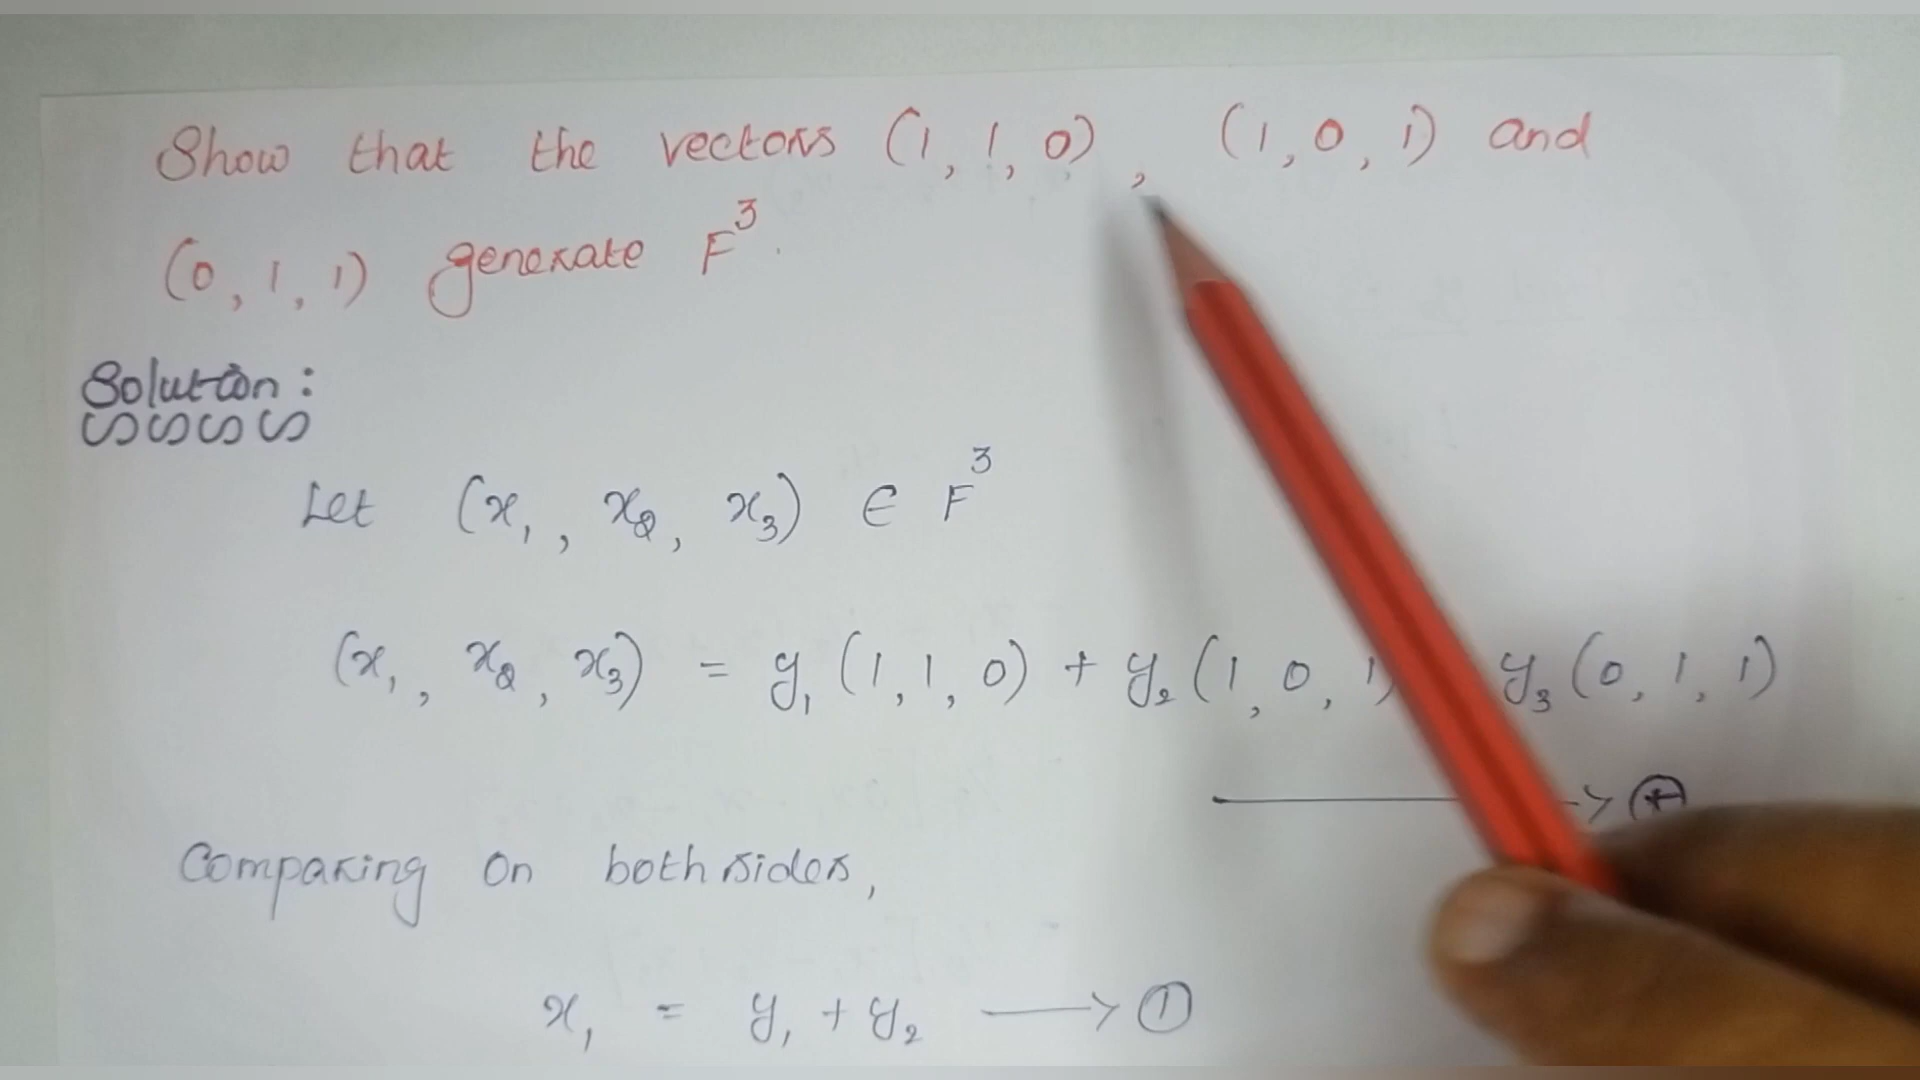 Show that the vectors (1, 1, 0), (1, 0, 1) and
(0, 1, 1) generate F³.
Solution:
Let (x₁, x₂, x₃) ∈ F³
(x₁, x₂, x₃) = y₁(1, 1, 0) + y₂(1, 0, 1 y₃(0, 1, 1)
⟶ ⊛
Comparing on both sides,
x₁ = y₁ + y₂ ⟶ ①